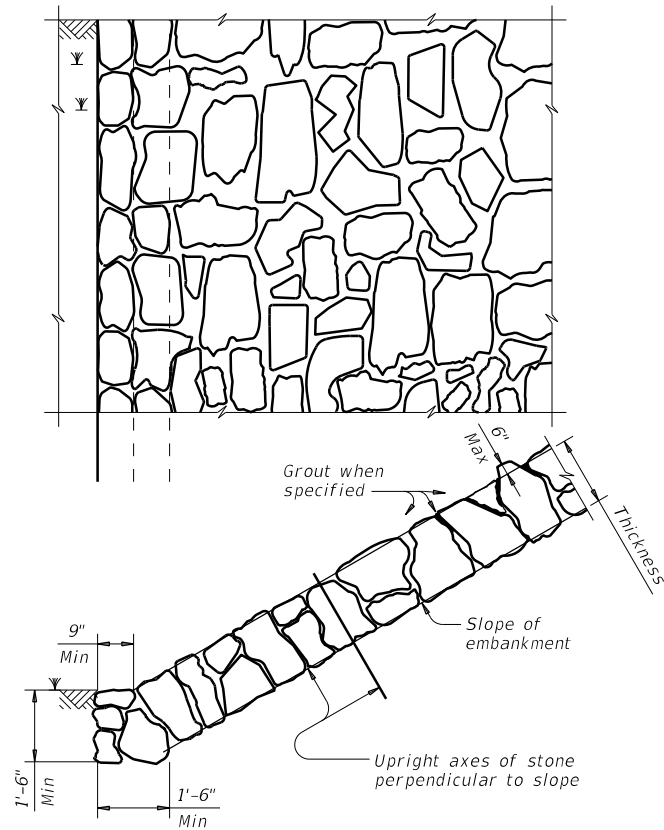 6"
Max
Grout when
specified
Thickness
Slope of
embankment
9"
Min
1'-6"
Min
Upright axes of stone
perpendicular to slope
1'-6"
Min